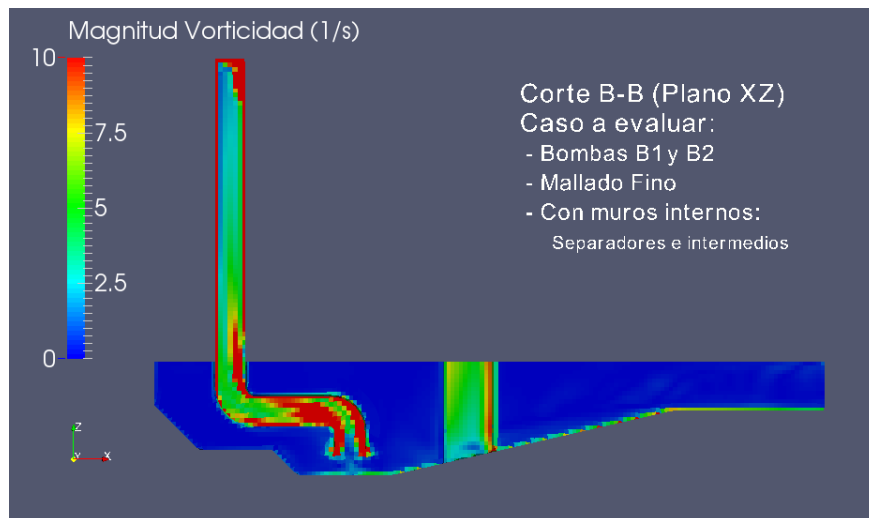 Magnitud Vorticidad (1/s)
10
7.5
5
2.5
0
Corte B-B (Plano XZ)
Caso a evaluar:
- Bombas B1 y B2
- Mallado Fino
- Con muros internos:
Separadores e intermedios
Z
Y
X